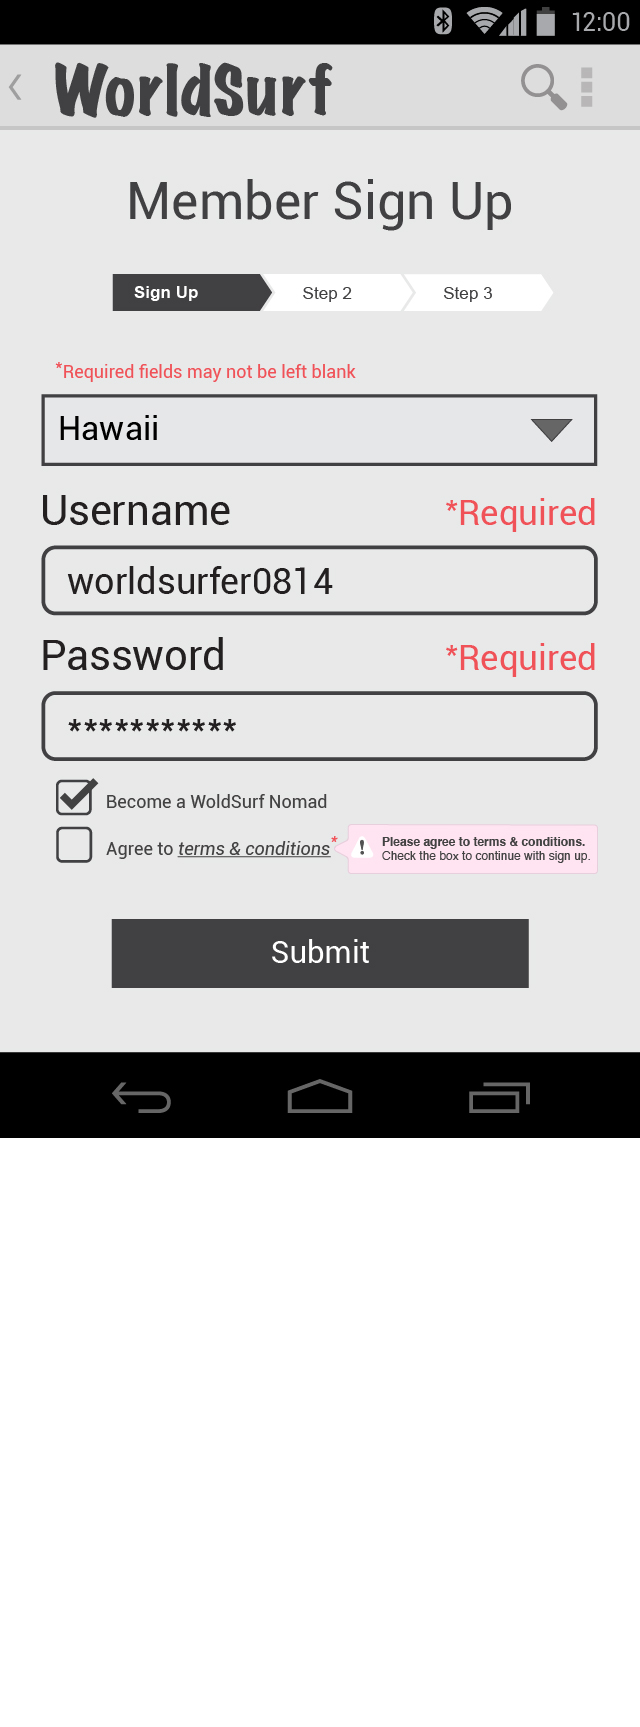 12:00
WorldSurf
Member Sign Up
Sign Up Step 2 Step 3
*Required fields may not be left blank
Hawaii
Username *Required
worldsurfer0814
Password *Required
***********
Become a WoldSurf Nomad
Agree to terms & conditions*
Please agree to terms & conditions.
Check the box to continue with sign up.
Submit